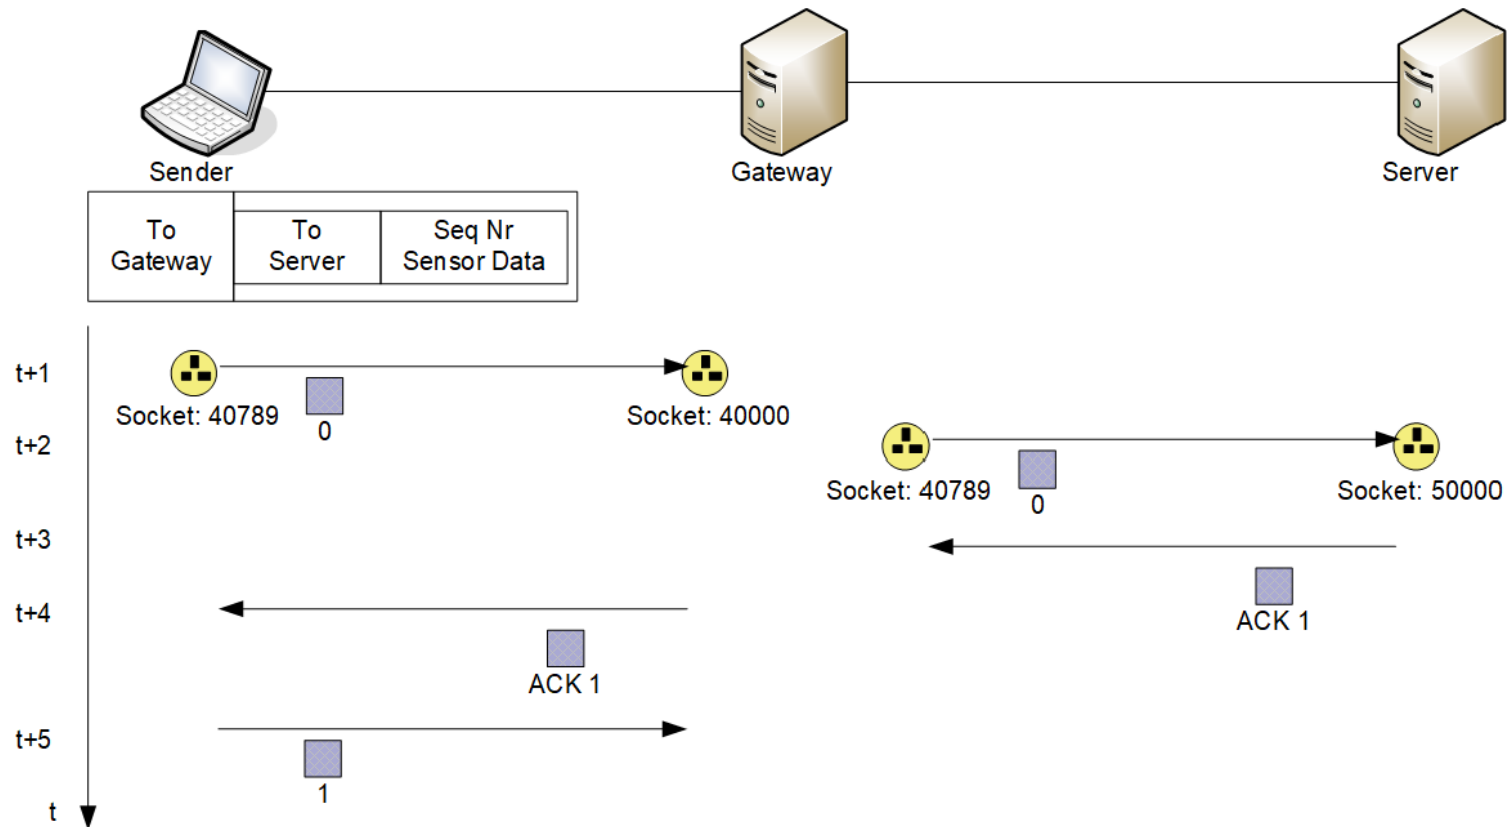 Sender
Gateway
Server
To
Gateway
To
Server
Seq Nr
Sensor Data
t+1
Socket: 40789
0
Socket: 40000
t+2
Socket: 40789
0
Socket: 50000
t+3
ACK 1
t+4
ACK 1
t+5
1
t